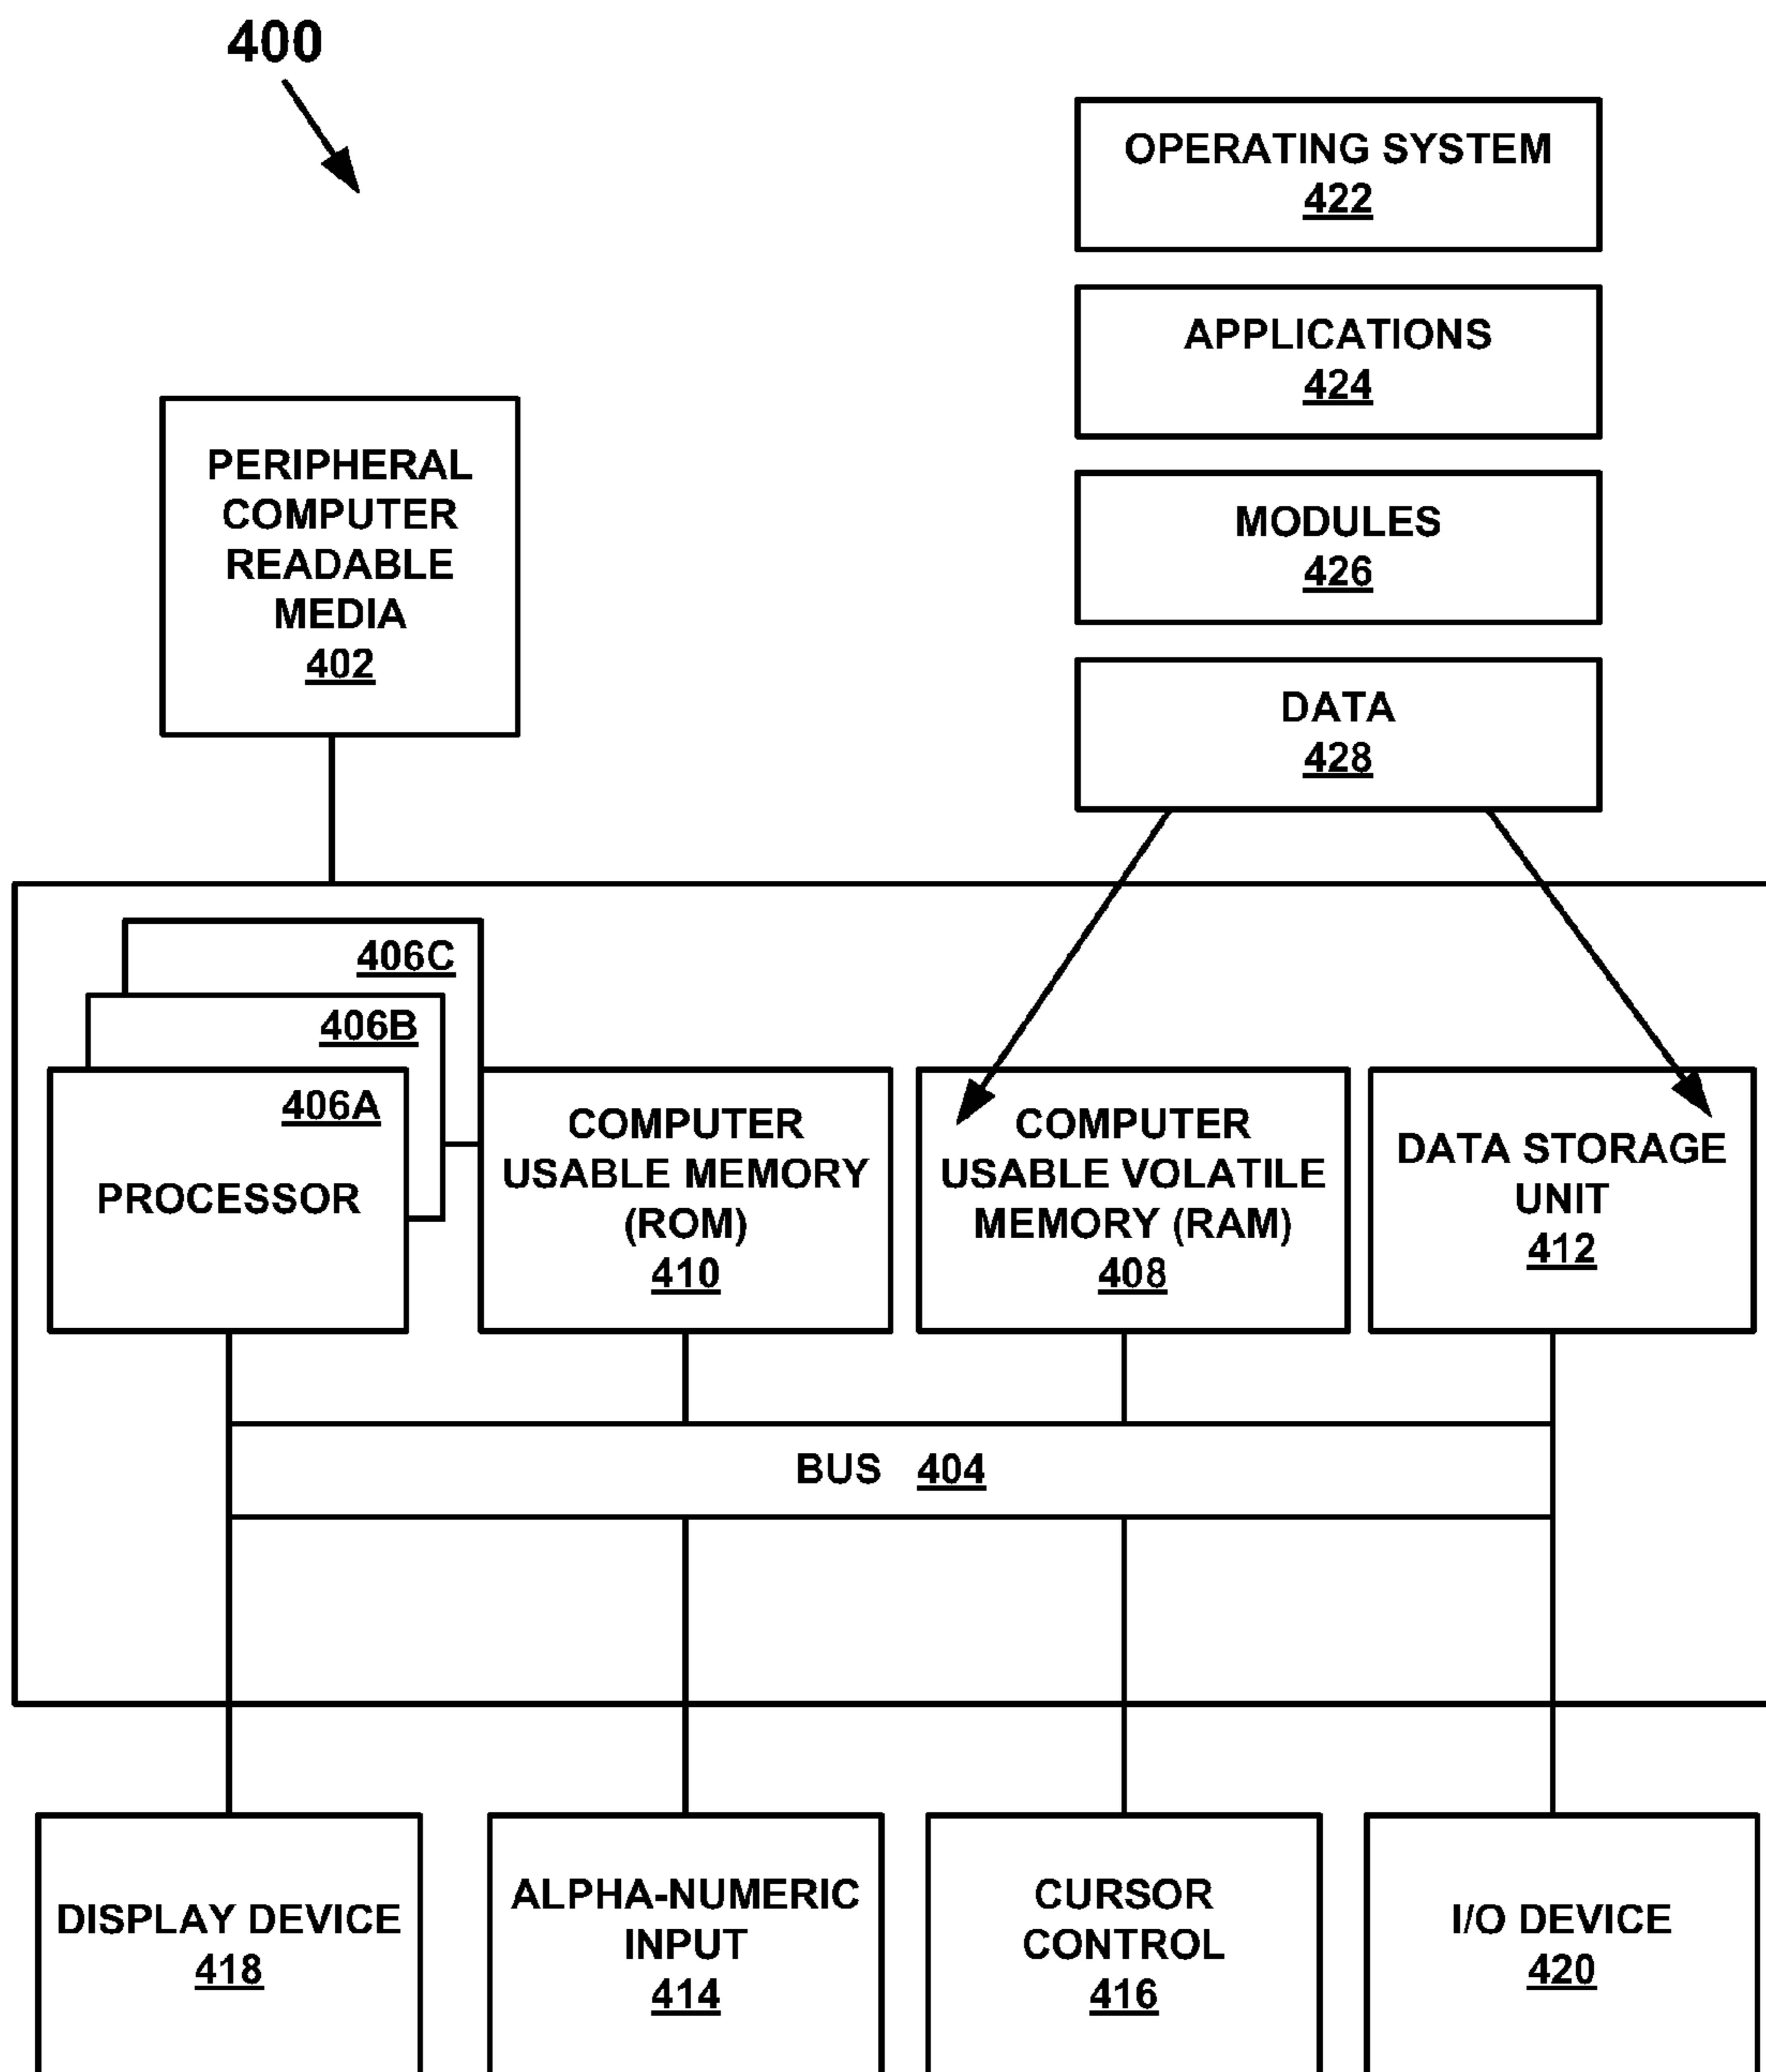 400
OPERATING SYSTEM
422
APPLICATIONS
424
MODULES
426
DATA
428
PERIPHERAL
COMPUTER
READABLE
MEDIA
402
406C
406B
406A
PROCESSOR
COMPUTER
USABLE MEMORY
(ROM)
410
COMPUTER
USABLE VOLATILE
MEMORY (RAM)
408
DATA STORAGE
UNIT
412
BUS 404
DISPLAY DEVICE
418
ALPHA-NUMERIC
INPUT
414
CURSOR
CONTROL
416
I/O DEVICE
420